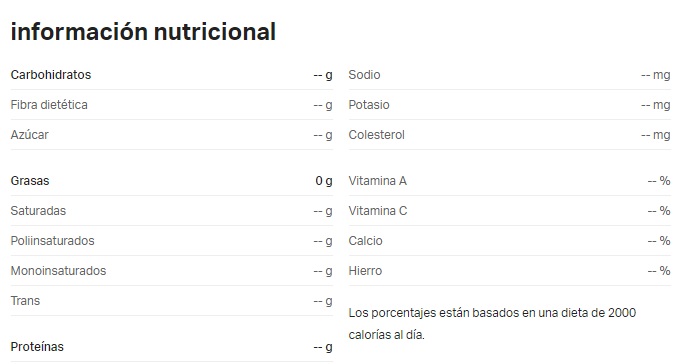 información nutricional
Carbohidratos -- g
Fibra dietética -- g
Azúcar -- g
Grasas 0 g
Saturadas -- g
Poliinsaturados -- g
Monoinsaturados -- g
Trans -- g
Proteínas -- g
Sodio -- mg
Potasio -- mg
Colesterol -- mg
Vitamina A -- %
Vitamina C -- %
Calcio -- %
Hierro -- %
Los porcentajes están basados en una dieta de 2000
calorías al día.